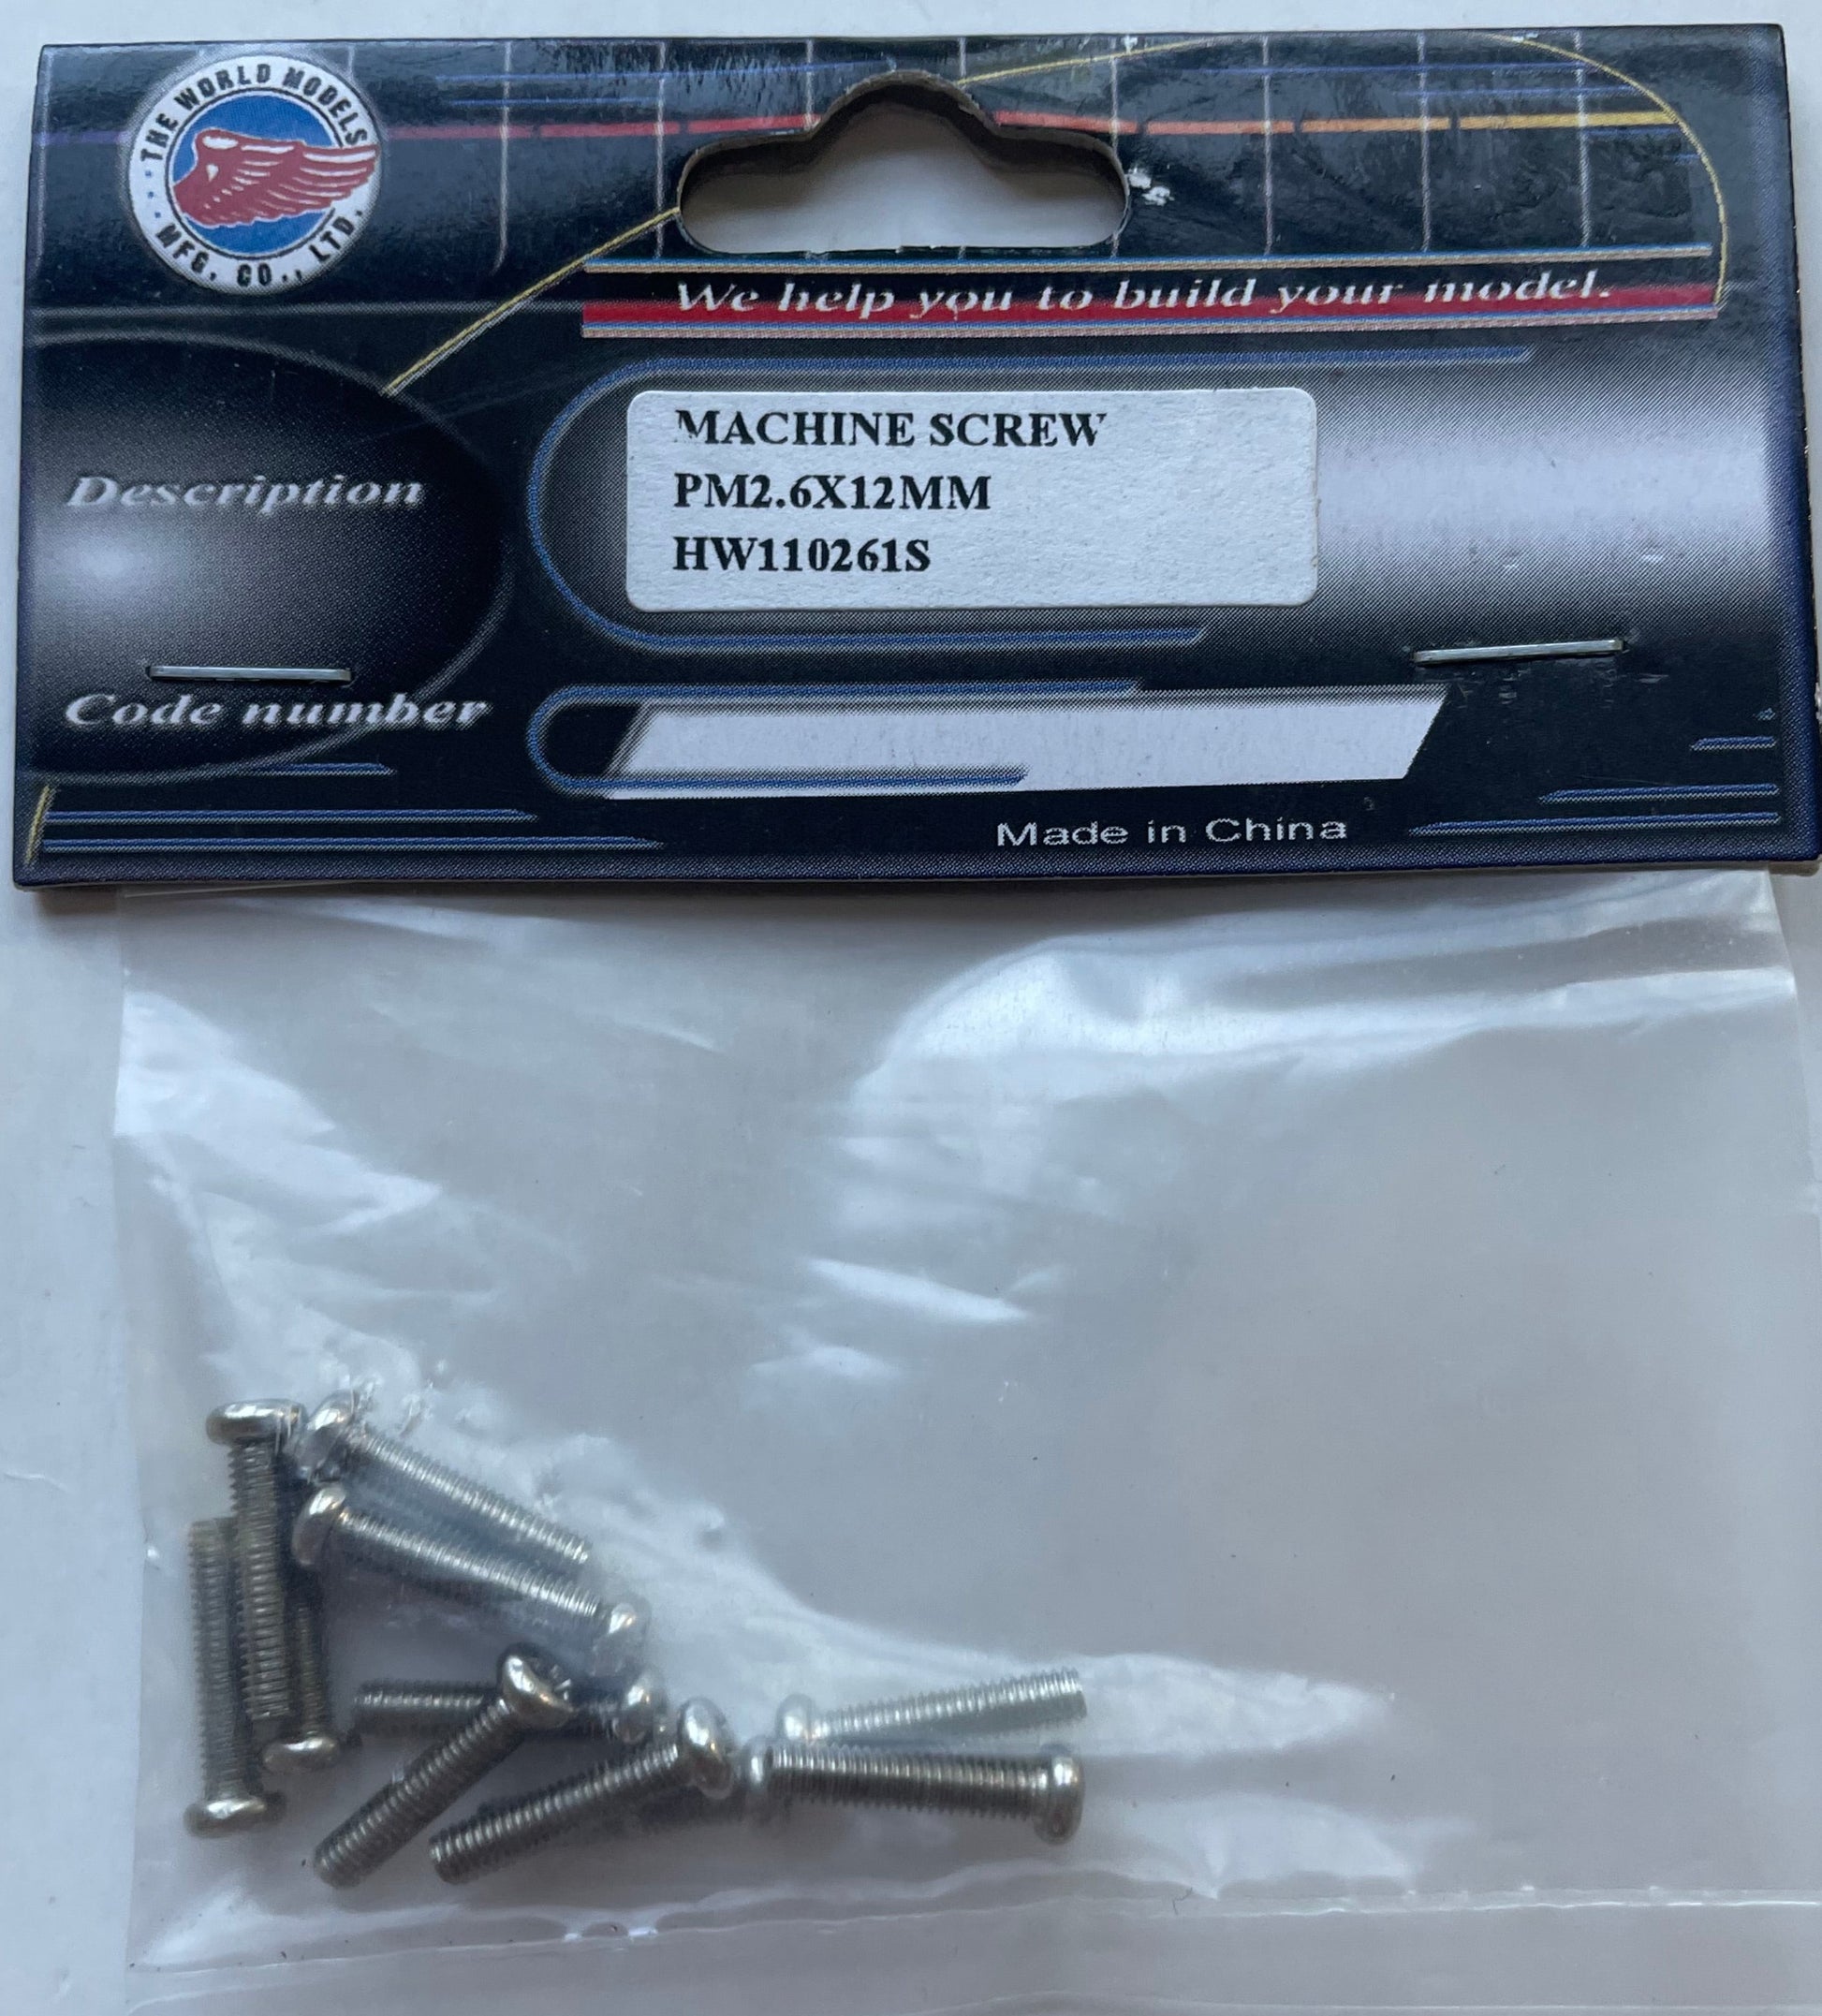 THE WORLD MODELS
MFG. CO., LTD.
We help you to build your model.
Description
MACHINE SCREW
PM2.6X12MM
HW110261S
Code number
Made in China